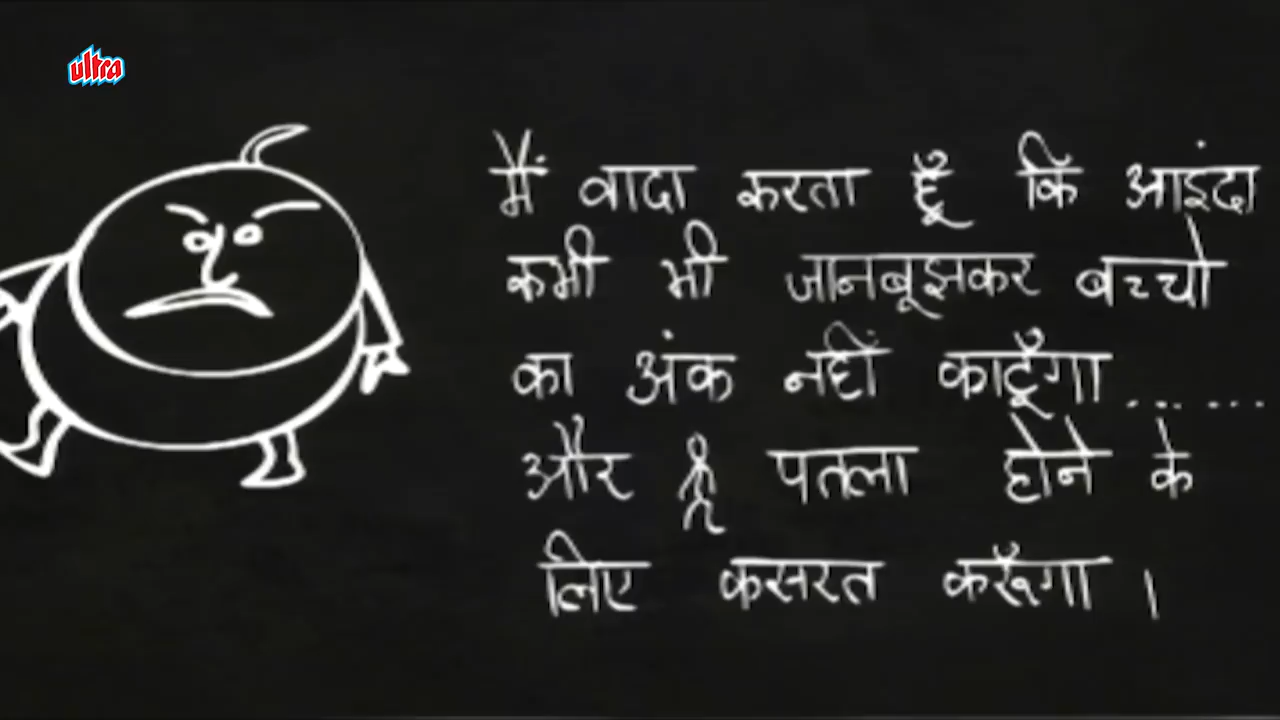 ultra
मैं वादा करता हूँ कि आइंदा
कभी भी जानबूझकर बच्चो
का अंक नहीं काटूँगा ........
और पतला होने के
लिए कसरत करूँगा ।